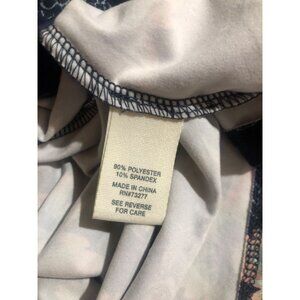 90% POLYESTER
10% SPANDEX
MADE IN CHINA
RN#73277
SEE REVERSE
FOR CARE